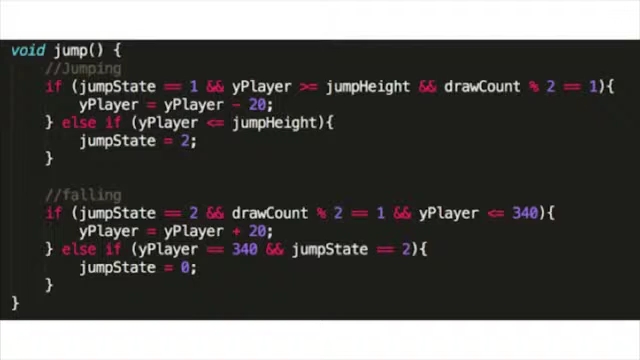 void jump() {
//Jumping
if (jumpState == 1 && yPlayer >= jumpHeight && drawCount % 2 == 1){
yPlayer = yPlayer - 20;
} else if (yPlayer <= jumpHeight){
jumpState = 2;
}
//falling
if (jumpState == 2 && drawCount % 2 == 1 && yPlayer <= 340){
yPlayer = yPlayer + 20;
} else if (yPlayer == 340 && jumpState == 2){
jumpState = 0;
}
}